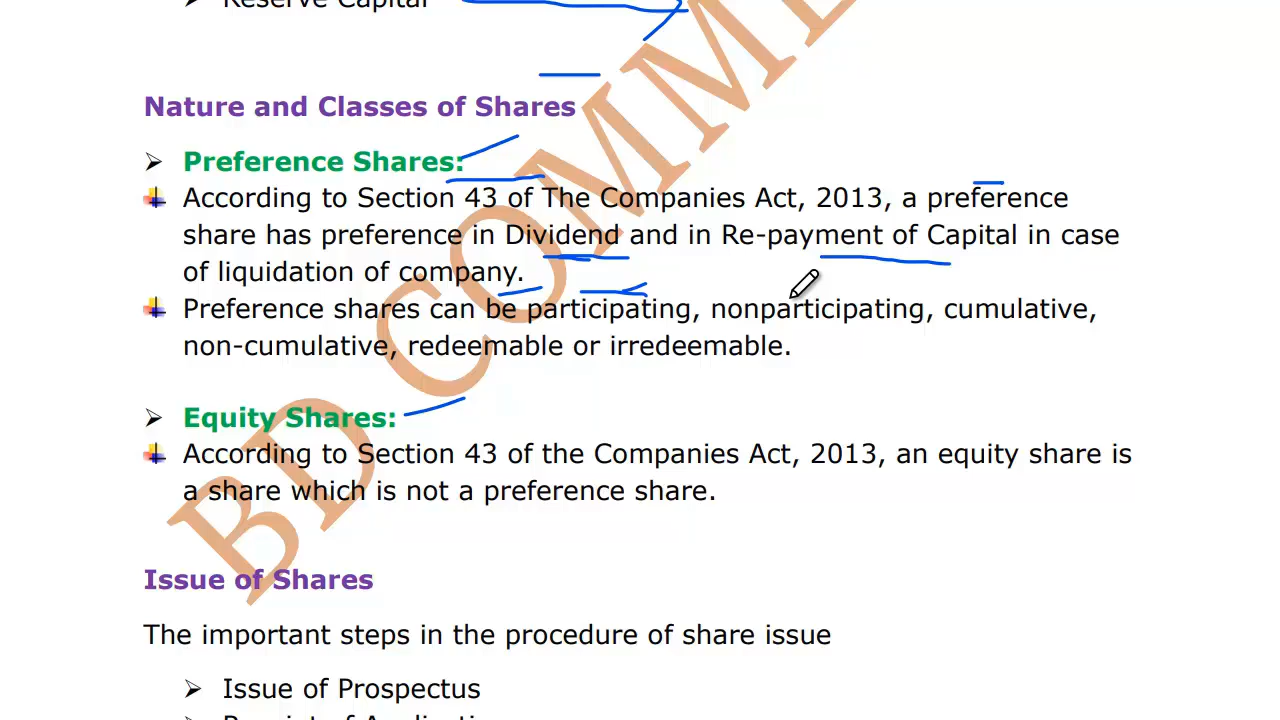 Reserve Capital
Nature and Classes of Shares
Preference Shares:
According to Section 43 of The Companies Act, 2013, a preference
share has preference in Dividend and in Re-payment of Capital in case
of liquidation of company.
Preference shares can be participating, nonparticipating, cumulative,
non-cumulative, redeemable or irredeemable.
Equity Shares:
According to Section 43 of the Companies Act, 2013, an equity share is
a share which is not a preference share.
Issue of Shares
The important steps in the procedure of share issue
Issue of Prospectus
BD COMM